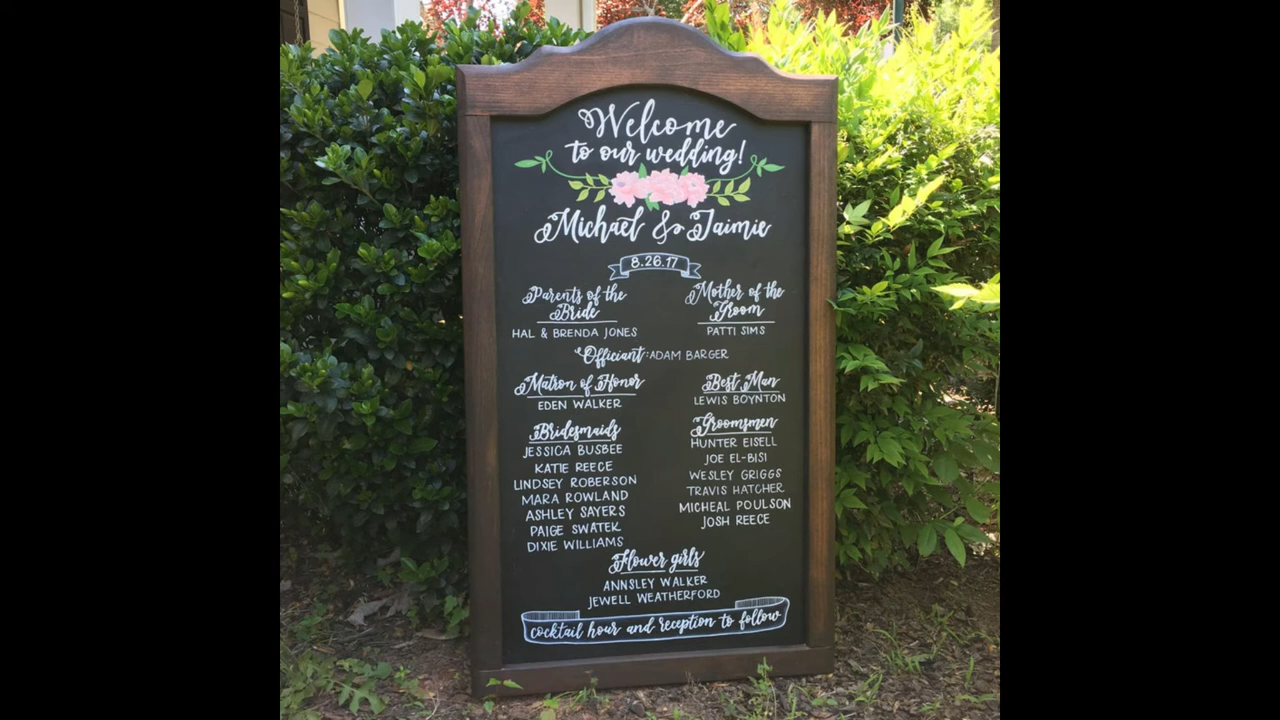 Welcome
to our wedding!
Michael & Jaimie
8.26.17
Parents of the
Bride
HAL & BRENDA JONES
Mother of the
Groom
PATTI SIMS
Officiant: ADAM BARGER
Matron of Honor
EDEN WALKER
Best Man
LEWIS BOYNTON
Bridesmaids
JESSICA BUSBEE
KATIE REECE
LINDSEY ROBERSON
MARA ROWLAND
ASHLEY SAYERS
PAIGE SWATEK
DIXIE WILLIAMS
Groomsmen
HUNTER EISELL
JOE EL-BISI
WESLEY GRIGGS
TRAVIS HATCHER
MICHEAL POULSON
JOSH REECE
Flower girls
ANNSLEY WALKER
JEWELL WEATHERFORD
cocktail hour and reception to follow